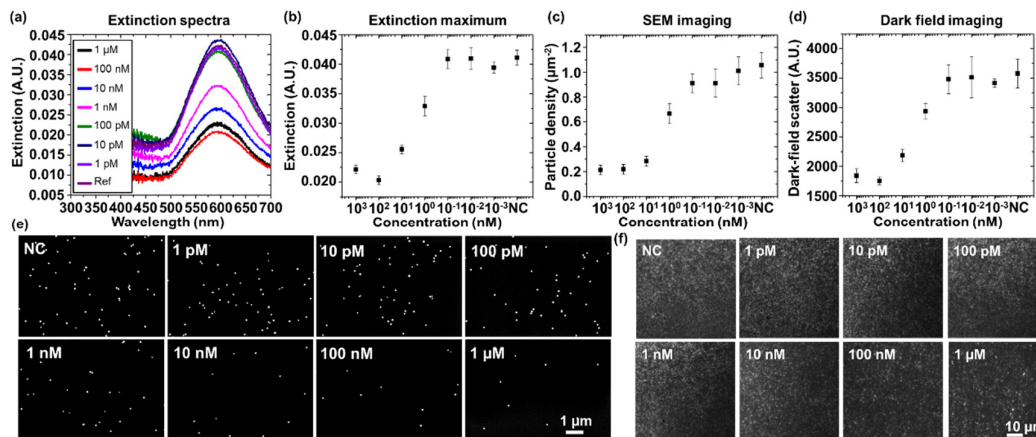 (a) Extinction spectra
Extinction (A.U.)
0.045
0.040
0.035
0.030
0.025
0.020
0.015
0.010
0.005
1 µM
100 nM
10 nM
1 nM
100 pM
10 pM
1 pM
Ref
300 350 400 450 500 550 600 650 700
Wavelength (nm)
(b) Extinction maximum
Extinction (A.U.)
0.045
0.040
0.035
0.030
0.025
0.020
10³ 10² 10¹ 10⁰ 10⁻¹ 10⁻² 10⁻³ NC
Concentration (nM)
(c) SEM imaging
Particle density (µm⁻²)
1.2
1.0
0.8
0.6
0.4
0.2
0.0
10³ 10² 10¹ 10⁰ 10⁻¹ 10⁻² 10⁻³ NC
Concentration (nM)
(d) Dark field imaging
Dark-field scatter (A.U.)
4000
3500
3000
2500
2000
1500
10³ 10² 10¹ 10⁰ 10⁻¹ 10⁻² 10⁻³ NC
Concentration (nM)
(e)
NC 1 pM 10 pM 100 pM
1 nM 10 nM 100 nM 1 µM
1 µm
(f)
NC 1 pM 10 pM 100 pM
1 nM 10 nM 100 nM 1 µM
10 µm